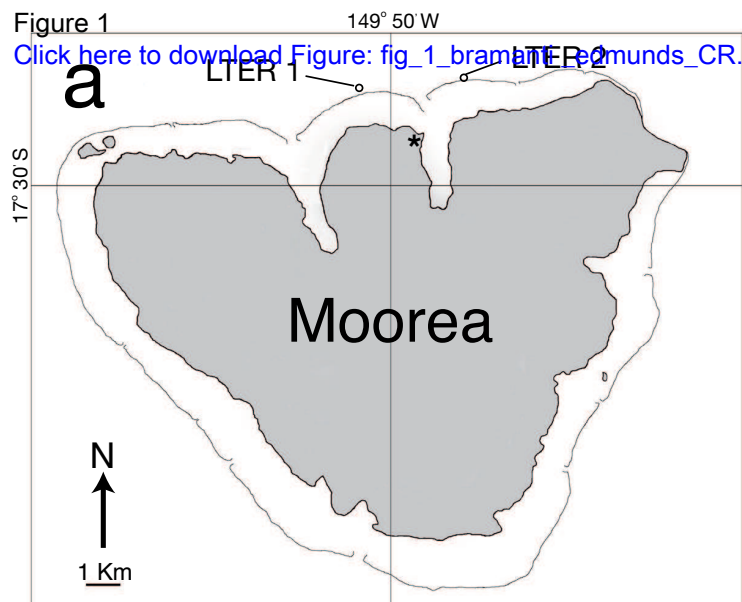 Figure 1
149° 50' W
Click here to download Figure: fig_1_bramanti_edmunds_CR.
LTER 1
LTER 2
a
*
17° 30' S
Moorea
N
1 Km